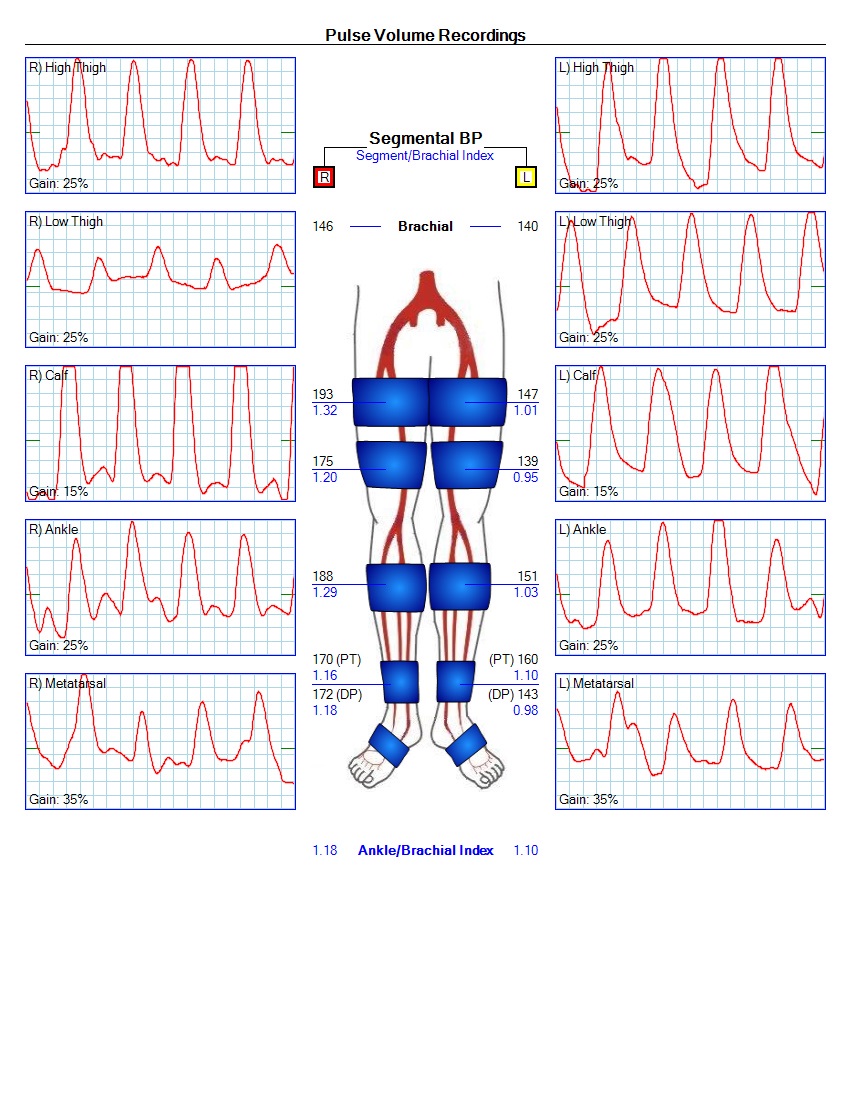 Pulse Volume Recordings
R) High Thigh
Gain: 25%
R) Low Thigh
Gain: 25%
R) Calf
Gain: 15%
R) Ankle
Gain: 25%
R) Metatarsal
Gain: 35%
Segmental BP
Segment/Brachial Index
R L
146 Brachial 140
193 147
1.32 1.01
175 139
1.20 0.95
188 151
1.29 1.03
170 (PT) (PT) 160
1.16 1.10
172 (DP) (DP) 143
1.18 0.98
1.18 Ankle/Brachial Index 1.10
L) High Thigh
Gain: 25%
L) Low Thigh
Gain: 25%
L) Calf
Gain: 15%
L) Ankle
Gain: 25%
L) Metatarsal
Gain: 35%